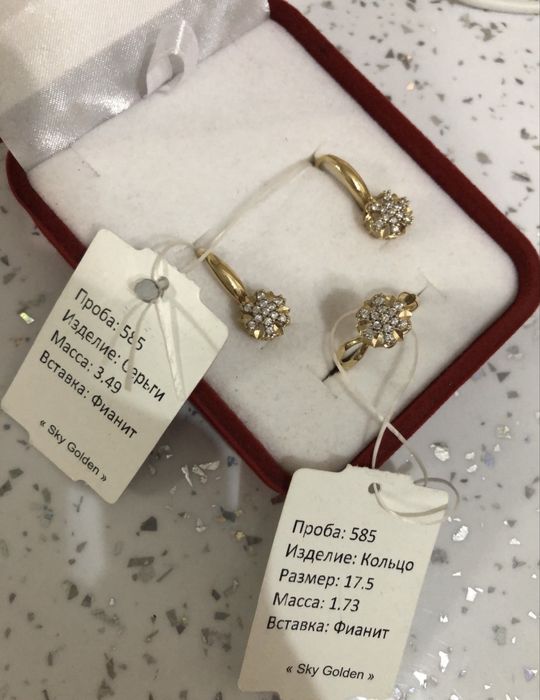 Проба: 585
Изделие: Серьги
Масса: 3.49
Вставка: Фианит
« Sky Golden »
Проба: 585
Изделие: Кольцо
Размер: 17.5
Масса: 1.73
Вставка: Фианит
« Sky Golden »